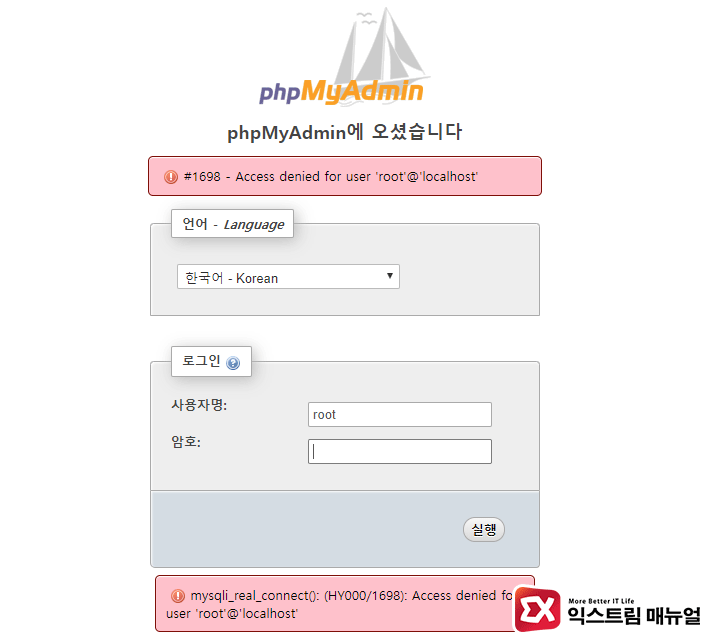 phpMyAdmin
phpMyAdmin에 오셨습니다
#1698 - Access denied for user 'root'@'localhost'
언어 - Language
한국어 - Korean
로그인
사용자명:
root
암호:
실행
mysqli_real_connect(): (HY000/1698): Access denied for
user 'root'@'localhost'
More Better IT Life
익스트림 매뉴얼